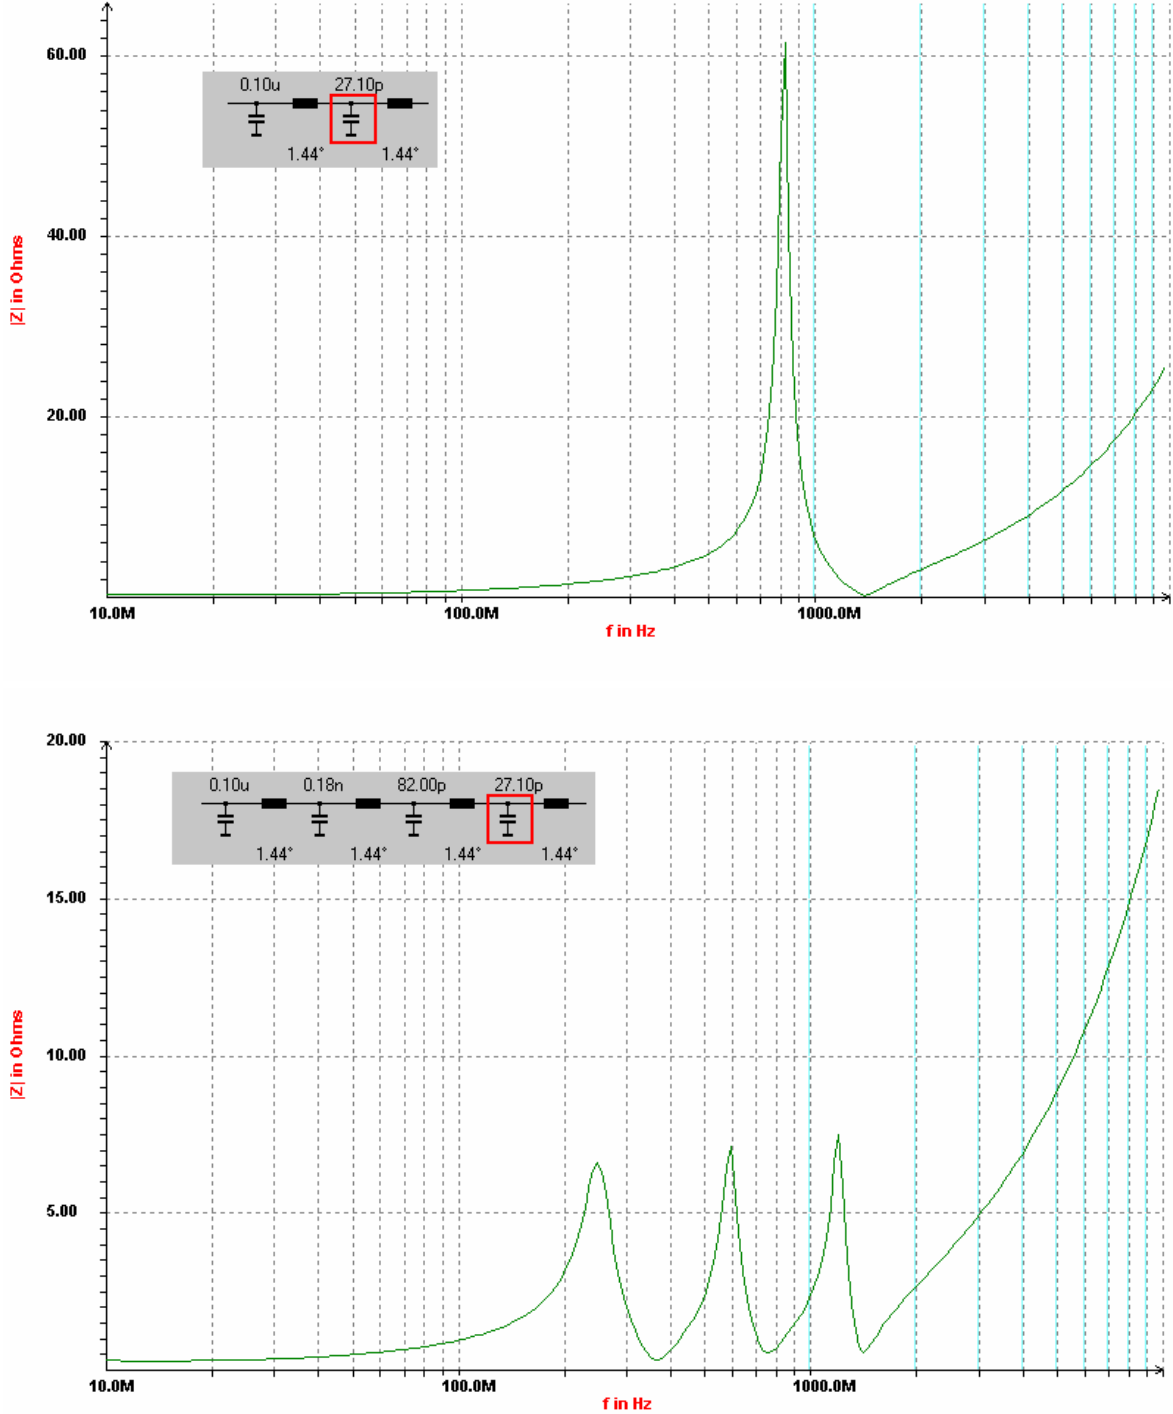 60.00
0.10u 27.10p
1.44° 1.44°
40.00
|Z| in Ohms
20.00
10.0M 100.0M 1000.0M
f in Hz
20.00
0.10u 0.18n 82.00p 27.10p
1.44° 1.44° 1.44° 1.44°
15.00
10.00
|Z| in Ohms
5.00
10.0M 100.0M 1000.0M
f in Hz